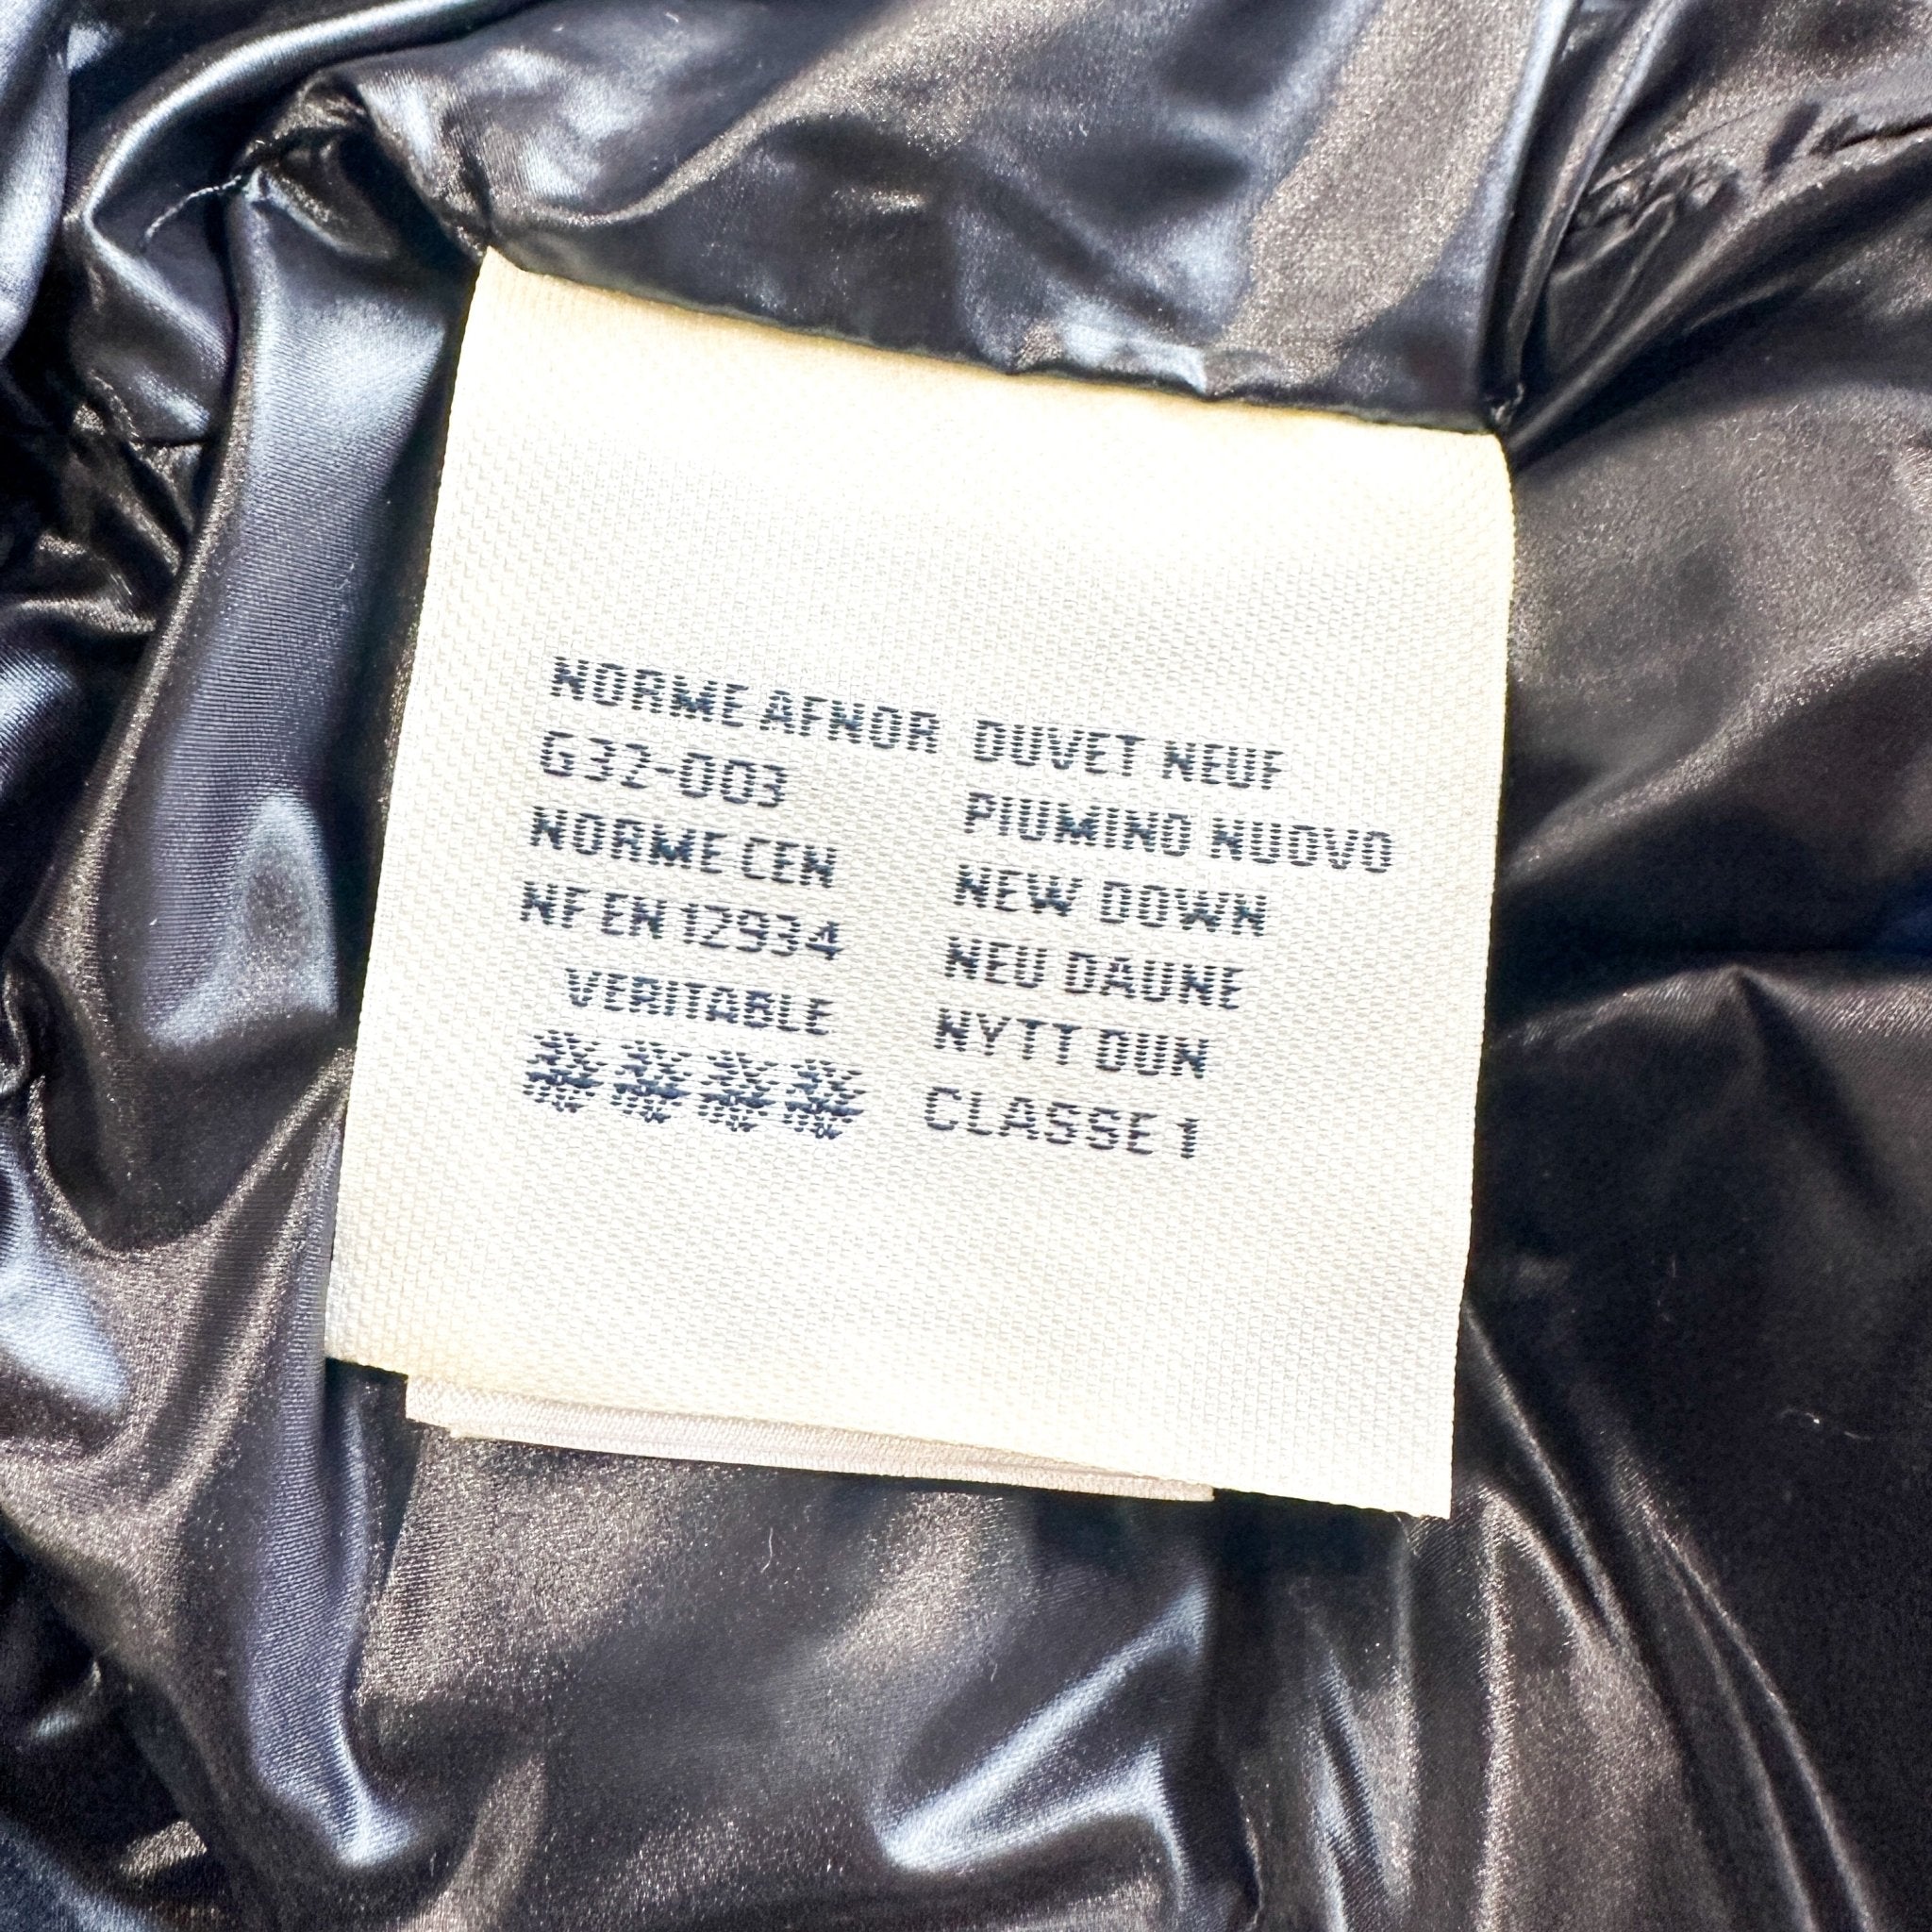 NORME AFNOR
G32-003
NORME CEN
NF EN 12934
VERITABLE
DUVET NEUF
PIUMINO NUOVO
NEW DOWN
NEU DAUNE
NYTT DUN
CLASSE 1